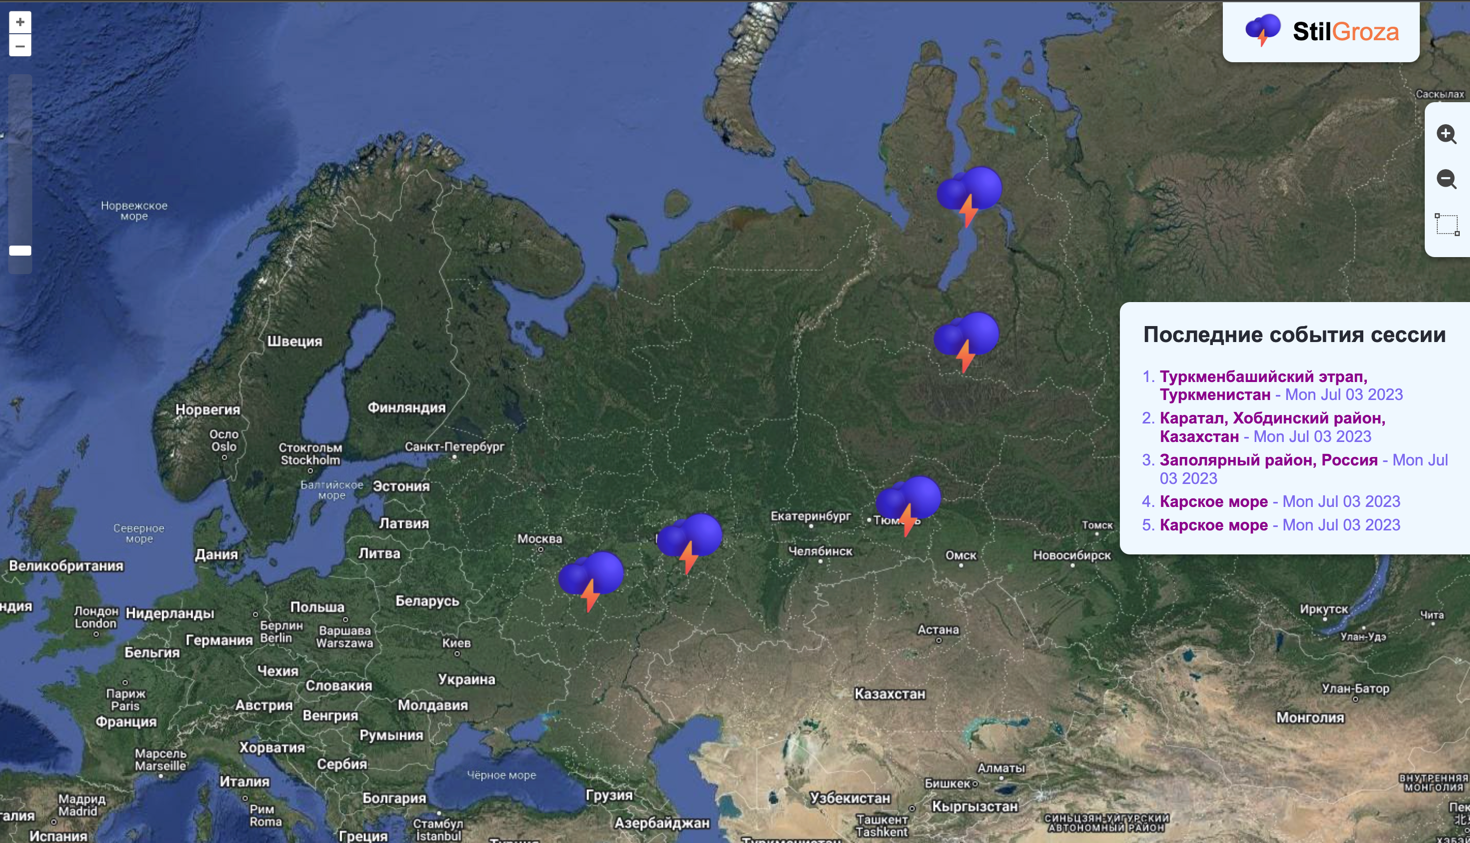 +
−
StilGroza
Саскылах
Норвежское
море
Швеция
Последние события сессии
1. Туркменбашийский этрап,
Туркменистан - Mon Jul 03 2023
2. Каратал, Хобдинский район,
Казахстан - Mon Jul 03 2023
3. Заполярный район, Россия - Mon Jul
03 2023
4. Карское море - Mon Jul 03 2023
5. Карское море - Mon Jul 03 2023
Норвегия
Финляндия
Осло
Oslo
Стокгольм
Stockholm
Санкт-Петербург
Балтийское
море
Эстония
Северное
море
Латвия
Екатеринбург
Тюмень
Томск
Москва
Дания
Литва
Челябинск
Омск
Новосибирск
Великобритания
Лондон
London
Нидерланды
Польша
Беларусь
Иркутск
Чита
Берлин
Berlin
Варшава
Warszawa
Германия
Киев
Астана
Улан-Удэ
Бельгия
Чехия
Украина
Словакия
Париж
Paris
Казахстан
Улан-Батор
Австрия
Венгрия
Молдавия
Франция
Монголия
Румыния
Хорватия
Марсель
Marseille
Сербия
Чёрное море
Алматы
Италия
Бишкек
ВНУТРЕННЯЯ
МОНГОЛИЯ
Мадрид
Madrid
Болгария
Грузия
Узбекистан
Кыргызстан
Рим
Roma
Стамбул
İstanbul
Азербайджан
Ташкент
Tashkent
СИНЬЦЗЯН-УЙГУРСКИЙ
АВТОНОМНЫЙ РАЙОН
Испания
Греция